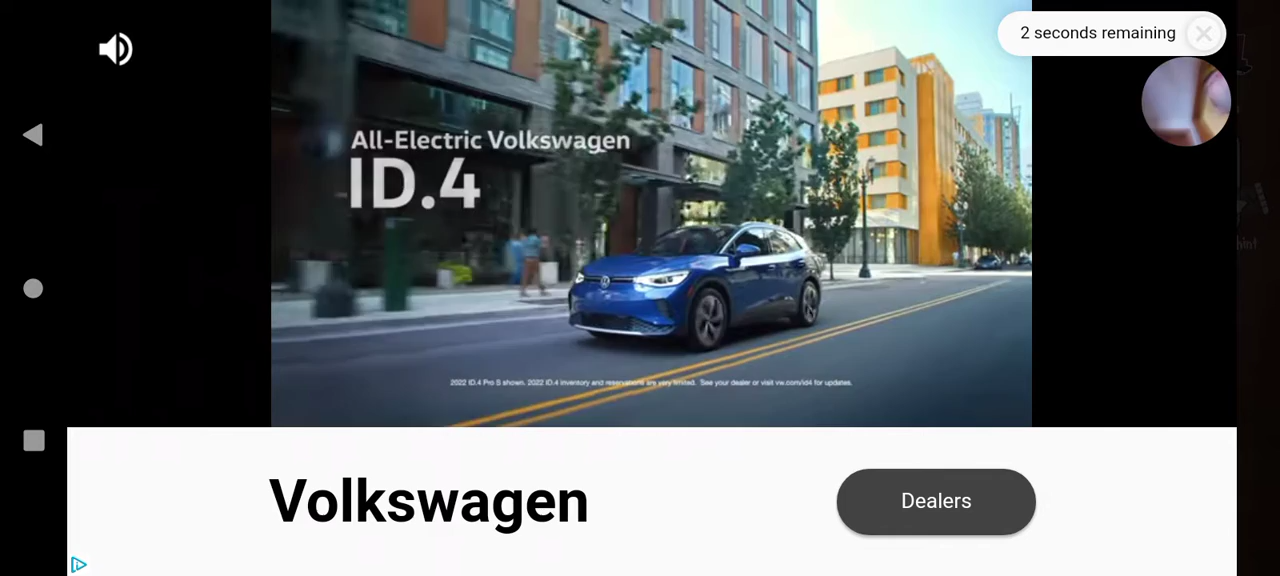 2 seconds remaining
All-Electric Volkswagen
ID.4
2022 ID.4 Pro S shown. 2022 ID.4 inventory and reservations are very limited. See your dealer or visit vw.com/id4 for updates.
Volkswagen
Dealers